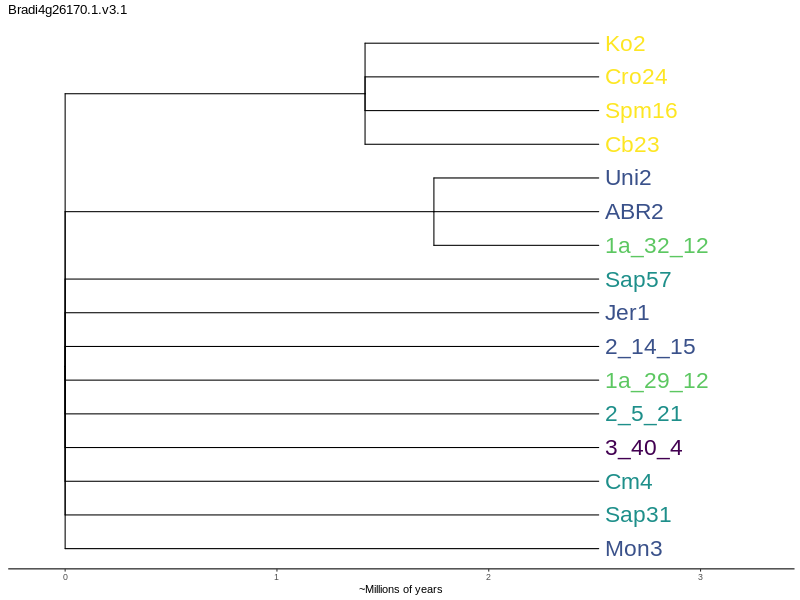 Bradi4g26170.1.v3.1
Ko2
Cro24
Spm16
Cb23
Uni2
ABR2
1a_32_12
Sap57
Jer1
2_14_15
1a_29_12
2_5_21
3_40_4
Cm4
Sap31
Mon3
0 1 2 3
~Millions of years